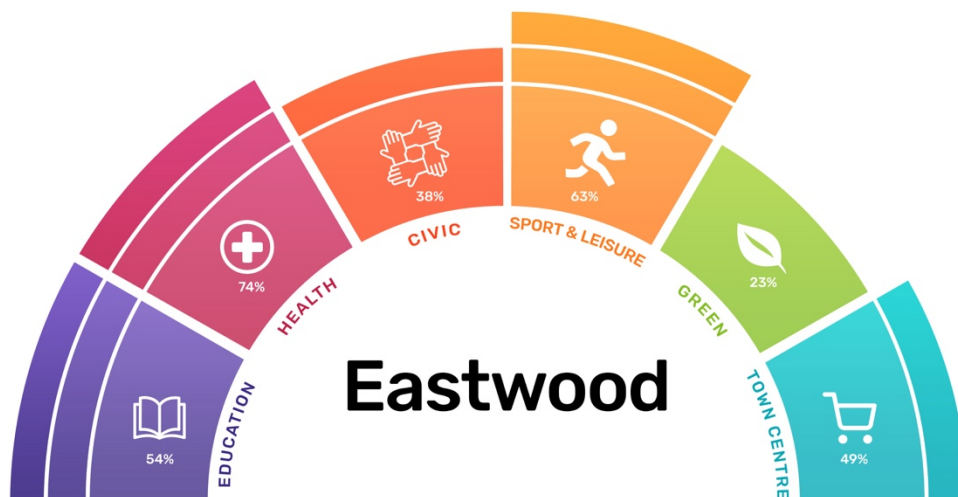 38%
CIVIC
63%
SPORT & LEISURE
74%
HEALTH
23%
GREEN
54%
EDUCATION
Eastwood
49%
TOWN CENTRE